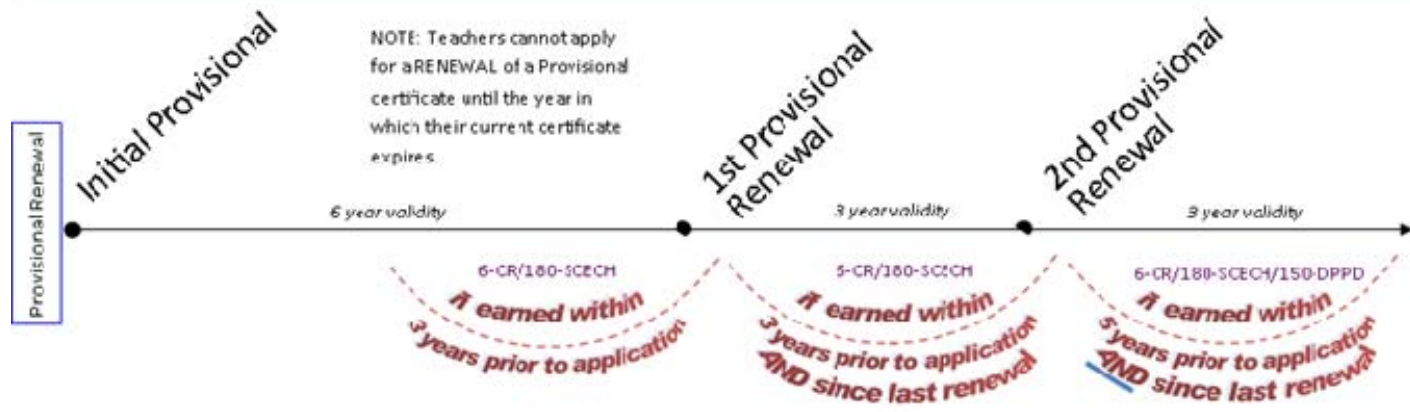 Provisional Renewal
Initial Provisional
NOTE: Teachers cannot apply
for a RENEWAL of a Provisional
certificate until the year in
which their current certificate
expires.
1st Provisional
Renewal
2nd Provisional
Renewal
6 year validity
3 year validity
3 year validity
6-CR/180-SCECH
6-CR/180-SCECH
6-CR/180-SCECH/150-DPPD
earned within
3 years prior to application
earned within
3 years prior to application
AND since last renewal
earned within
5 years prior to application
AND since last renewal